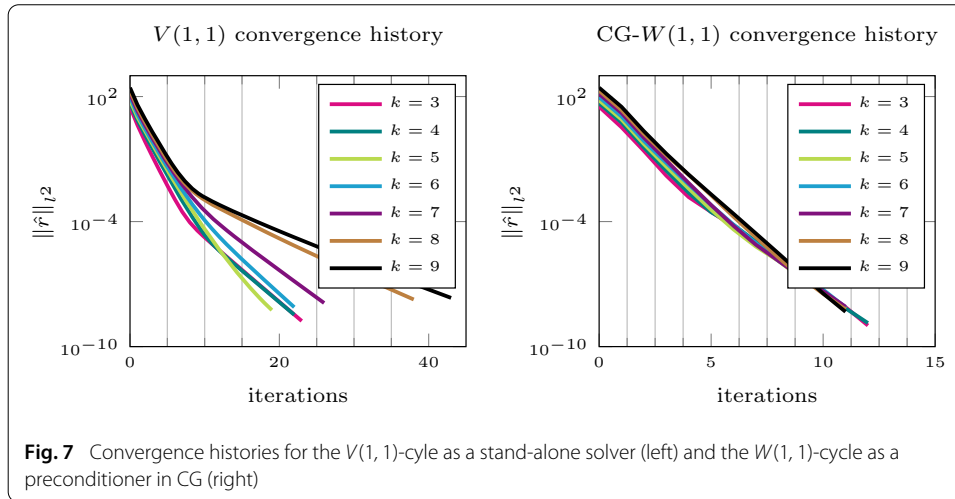 V(1, 1) convergence history
10^2
10^−4
10^−10
‖r̂‖_{l^2}
k = 3
k = 4
k = 5
k = 6
k = 7
k = 8
k = 9
0
20
40
iterations
CG-W(1, 1) convergence history
10^2
10^−4
10^−10
‖r̂‖_{l^2}
k = 3
k = 4
k = 5
k = 6
k = 7
k = 8
k = 9
0
5
10
15
iterations
Fig. 7 Convergence histories for the V(1, 1)-cyle as a stand-alone solver (left) and the W(1, 1)-cycle as a
preconditioner in CG (right)